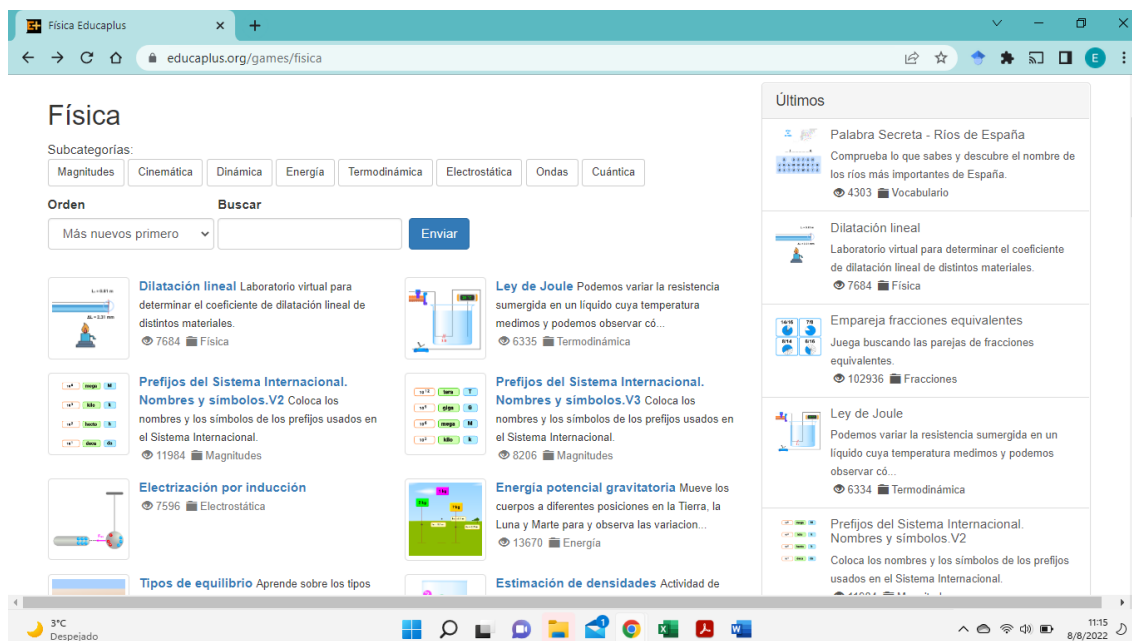 Física Educaplus
educaplus.org/games/fisica
E
Física
Subcategorias:
Magnitudes
Cinemática
Dinámica
Energía
Termodinámica
Electrostática
Ondas
Cuántica
Orden
Buscar
Más nuevos primero
Enviar
Dilatación lineal Laboratorio virtual para
determinar el coeficiente de dilatación lineal de
distintos materiales.
7684 Física
Ley de Joule Podemos variar la resistencia
sumergida en un líquido cuya temperatura
medimos y podemos observar có...
6335 Termodinámica
Prefijos del Sistema Internacional.
Nombres y símbolos.V2 Coloca los
nombres y los símbolos de los prefijos usados en
el Sistema Internacional.
11984 Magnitudes
Prefijos del Sistema Internacional.
Nombres y símbolos.V3 Coloca los
nombres y los símbolos de los prefijos usados en
el Sistema Internacional.
8206 Magnitudes
Electrización por inducción
7596 Electrostática
Energía potencial gravitatoria Mueve los
cuerpos a diferentes posiciones en la Tierra, la
Luna y Marte para y observa las variacion...
13670 Energía
Tipos de equilibrio Aprende sobre los tipos
Estimación de densidades Actividad de
Últimos
Palabra Secreta - Ríos de España
Comprueba lo que sabes y descubre el nombre de
los ríos más importantes de España.
4303 Vocabulario
Dilatación lineal
Laboratorio virtual para determinar el coeficiente
de dilatación lineal de distintos materiales.
7684 Física
Empareja fracciones equivalentes
Juega buscando las parejas de fracciones
equivalentes.
102936 Fracciones
Ley de Joule
Podemos variar la resistencia sumergida en un
líquido cuya temperatura medimos y podemos
observar có...
6334 Termodinámica
Prefijos del Sistema Internacional.
Nombres y símbolos.V2
Coloca los nombres y los símbolos de los prefijos
usados en el Sistema Internacional.
3°C
Despejado
11:15
8/8/2022